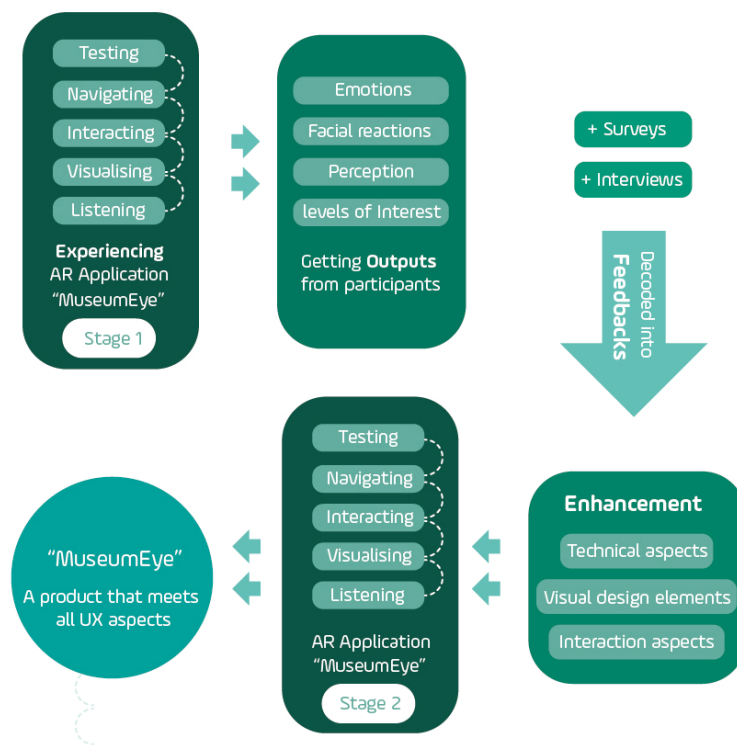 Testing
Navigating
Interacting
Visualising
Listening
Experiencing
AR Application
“MuseumEye”
Stage 1
Emotions
Facial reactions
Perception
levels of Interest
Getting Outputs
from participants
+ Surveys
+ Interviews
Decoded into
Feedbacks
Enhancement
Technical aspects
Visual design elements
Interaction aspects
Testing
Navigating
Interacting
Visualising
Listening
AR Application
“MuseumEye”
Stage 2
“MuseumEye”
A product that meets
all UX aspects